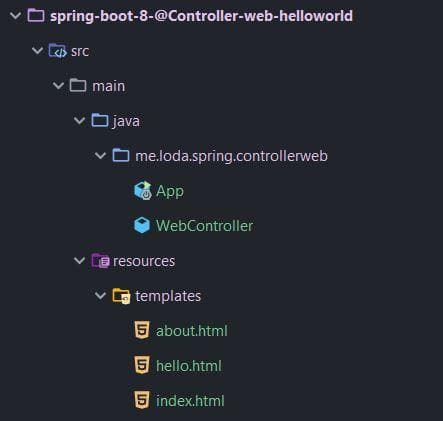 spring-boot-8-@Controller-web-helloworld
src
main
java
me.loda.spring.controllerweb
App
WebController
resources
templates
about.html
hello.html
index.html